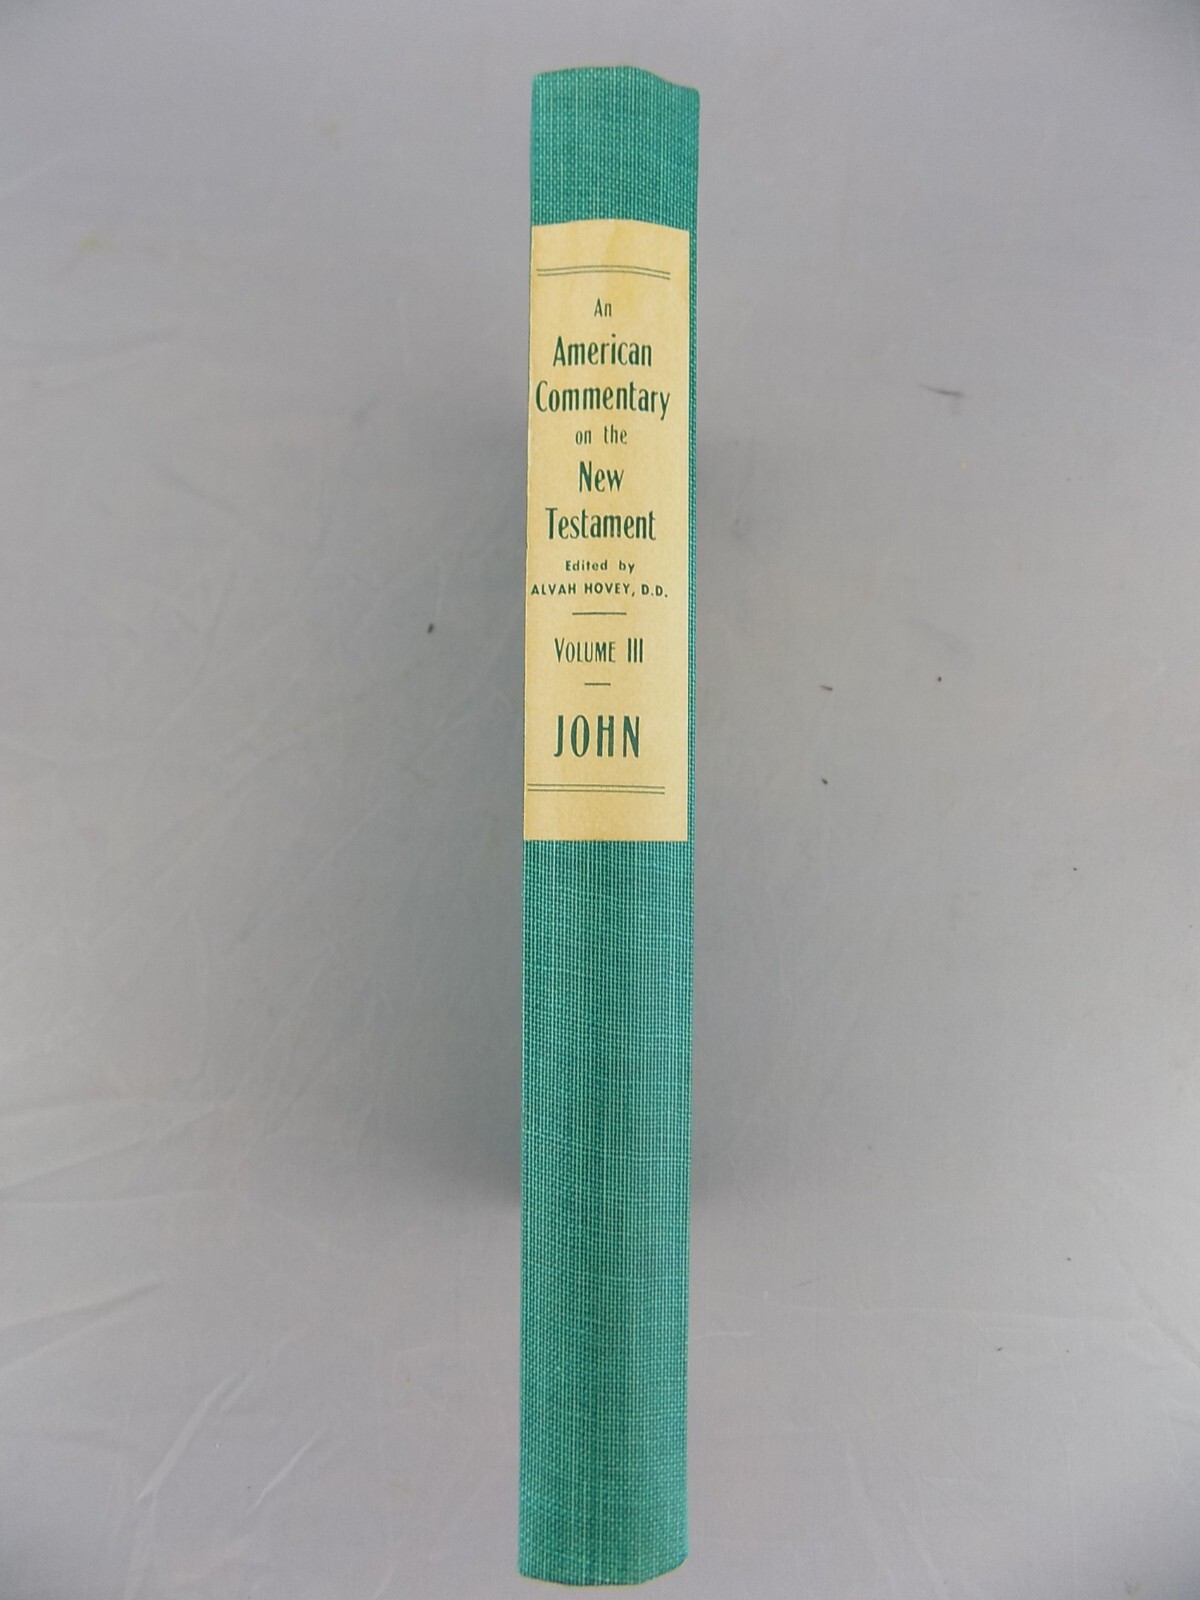 An
American
Commentary
on the
New
Testament
Edited by
ALVAH HOVEY, D.D.
VOLUME III
JOHN